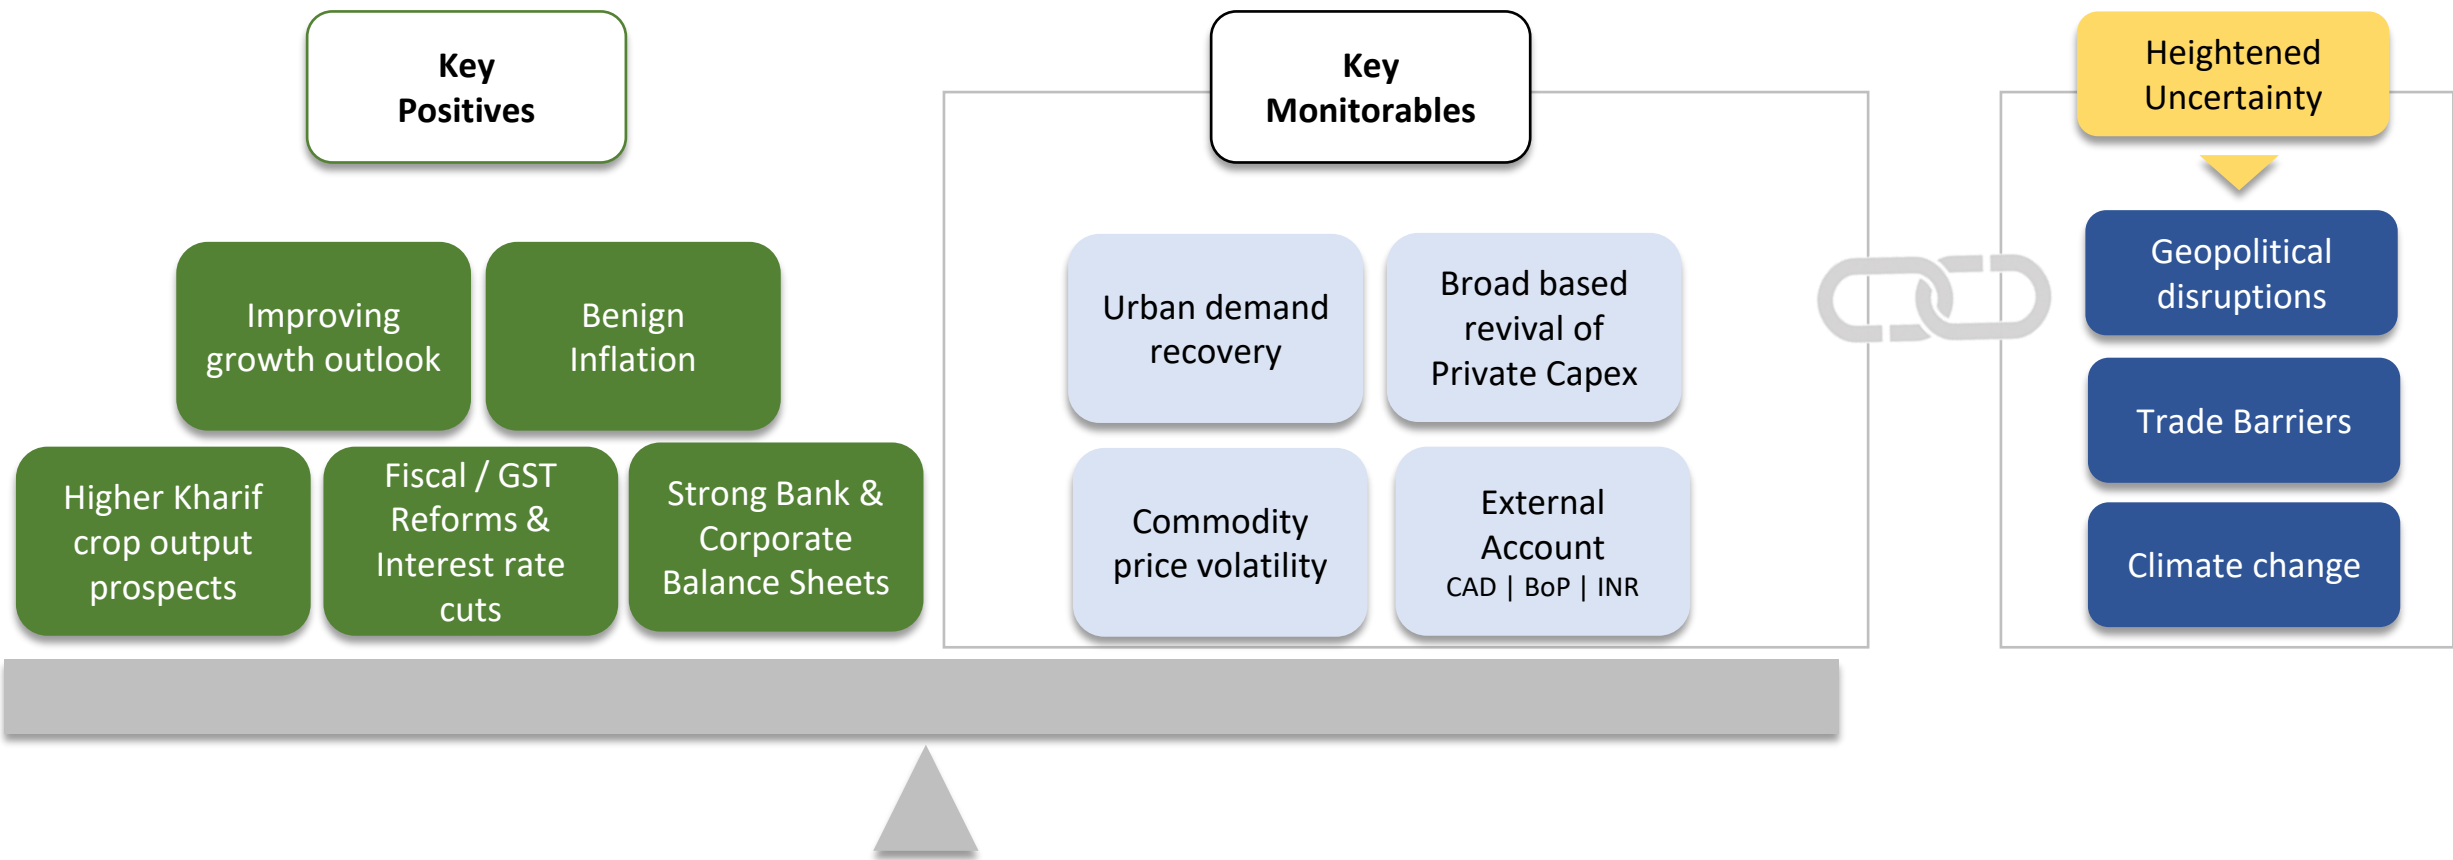 Key
Positives
Improving
growth outlook
Benign
Inflation
Higher Kharif
crop output
prospects
Fiscal / GST
Reforms &
Interest rate
cuts
Strong Bank &
Corporate
Balance Sheets
Key
Monitorables
Urban demand
recovery
Broad based
revival of
Private Capex
Commodity
price volatility
External
Account
CAD | BoP | INR
Heightened
Uncertainty
Geopolitical
disruptions
Trade Barriers
Climate change